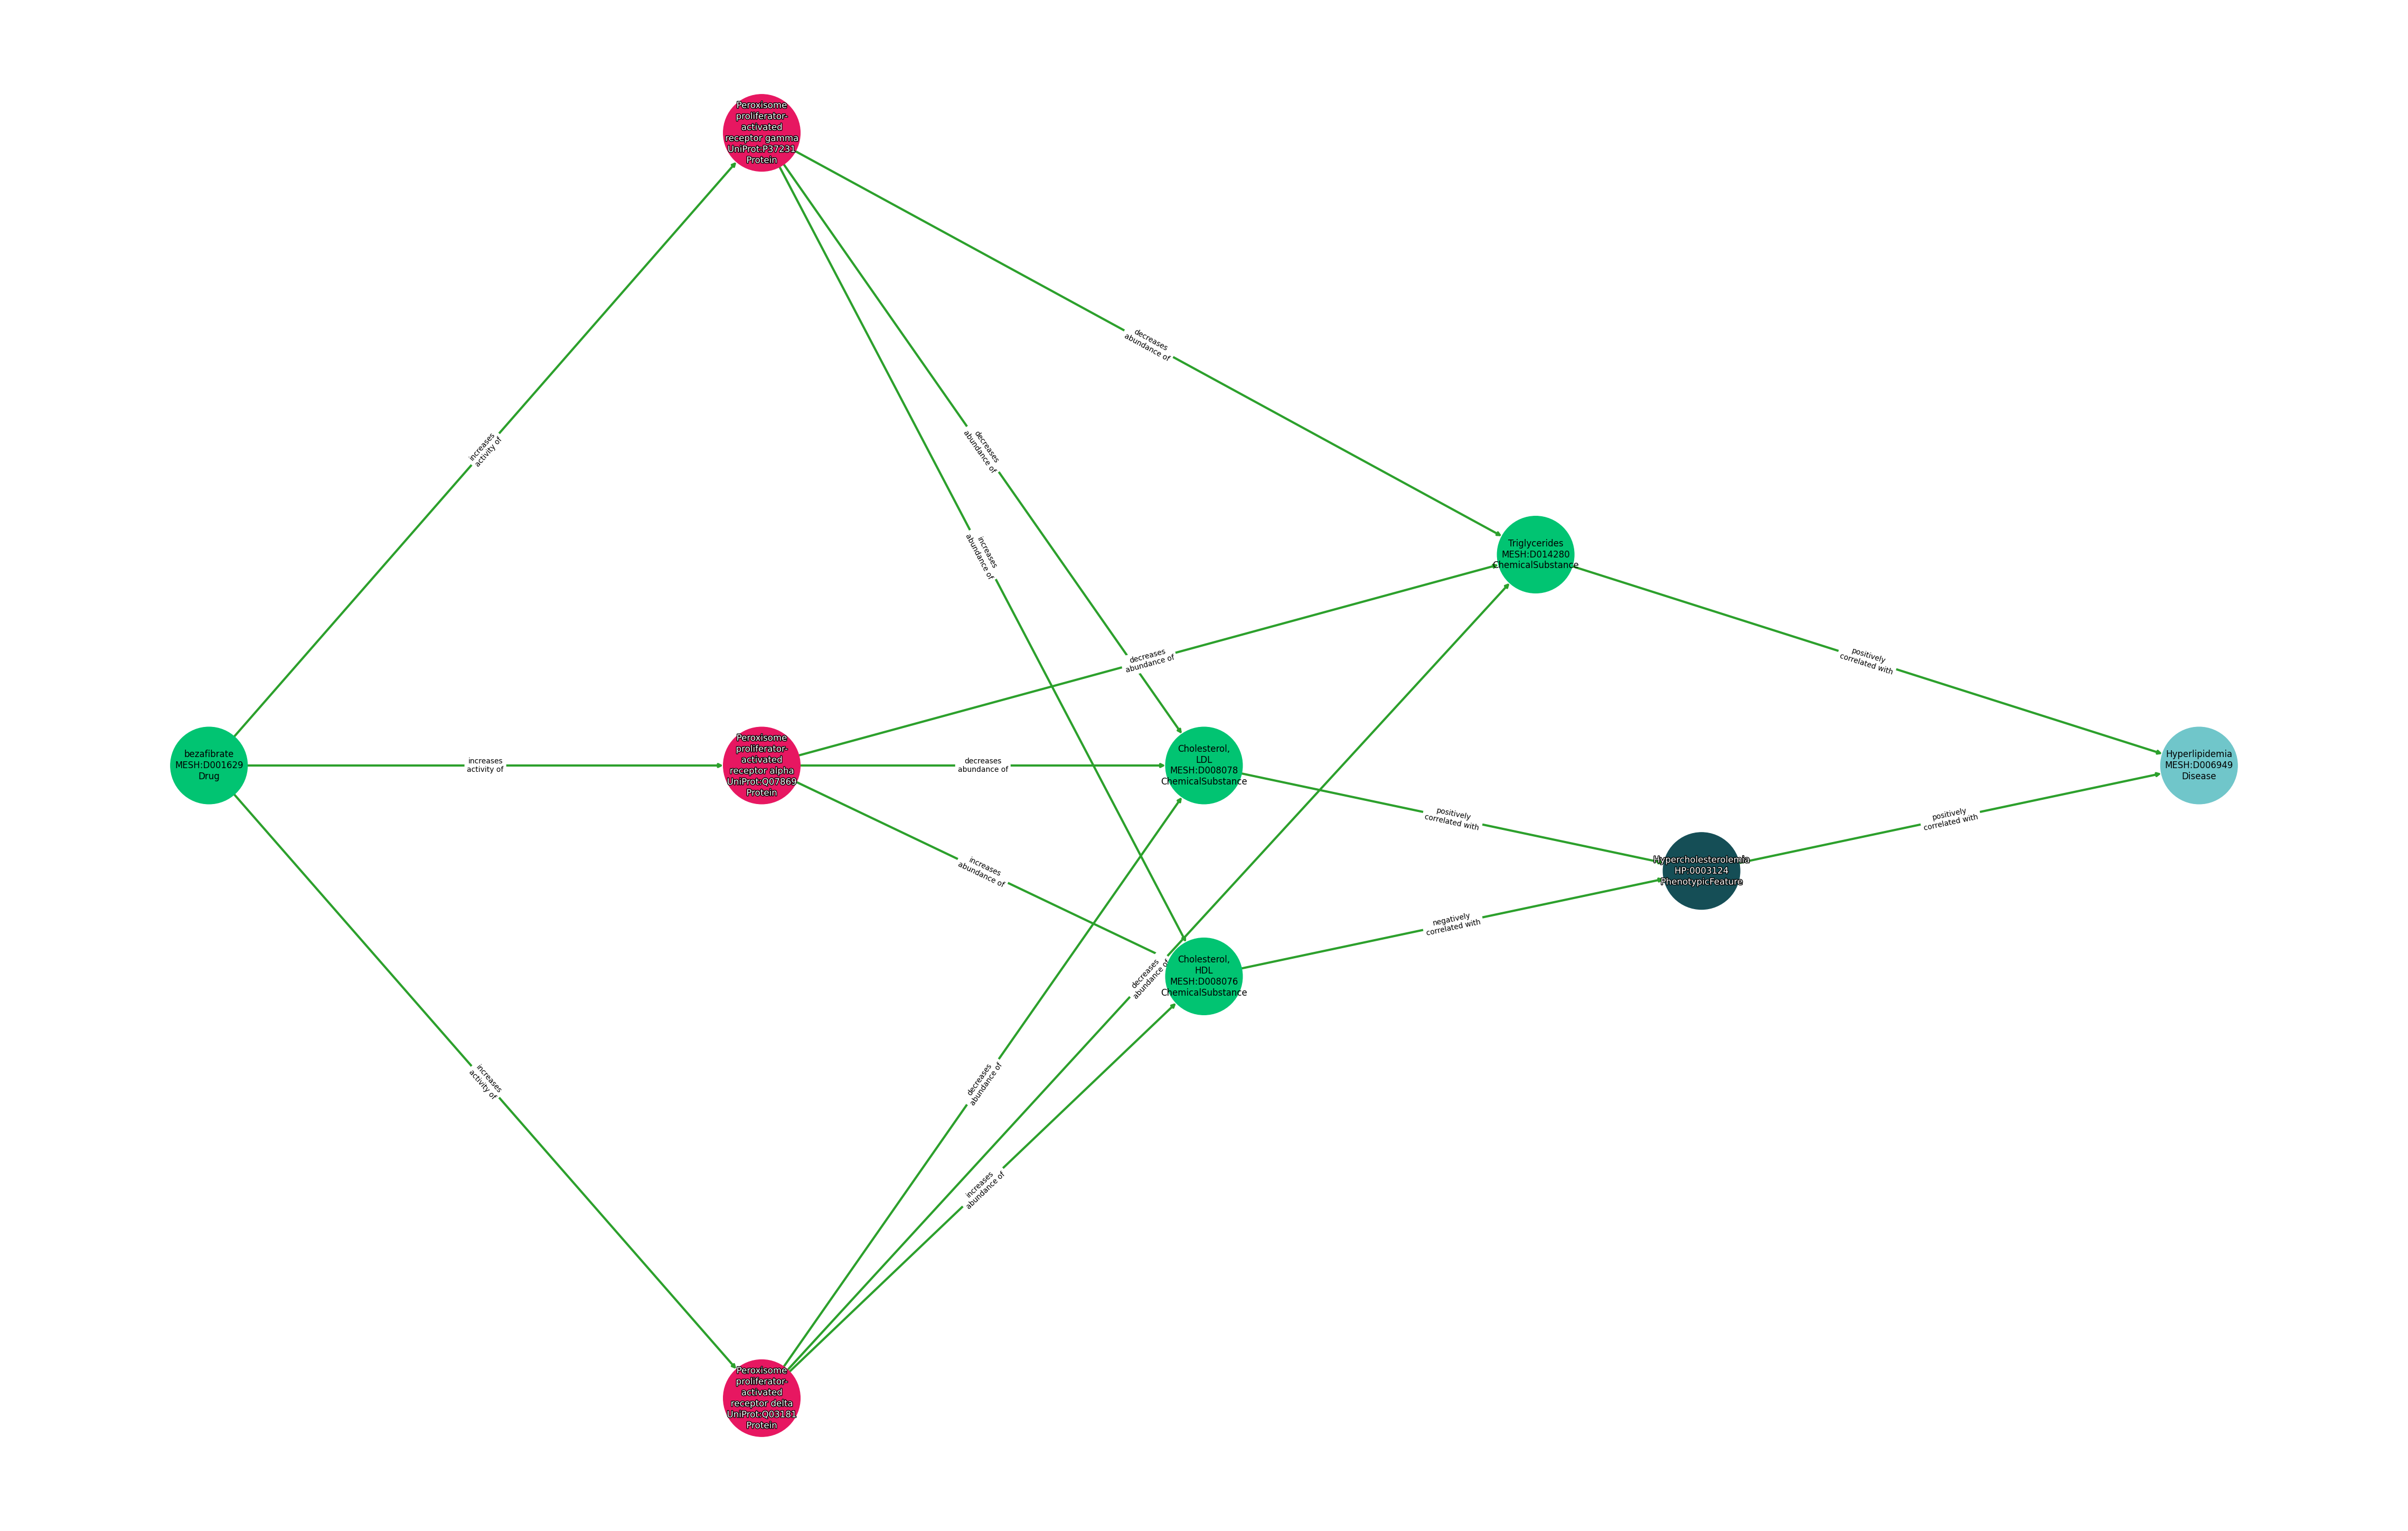 Peroxisome
proliferator-
activated
receptor gamma
UniProt:P37231
Protein
decreases
abundance of
increases
activity of
decreases
abundance of
increases
abundance of
Triglycerides
MESH:D014280
ChemicalSubstance
decreases
abundance of
positively
correlated with
bezafibrate
MESH:D001629
Drug
increases
activity of
Peroxisome
proliferator-
activated
receptor alpha
UniProt:Q07869
Protein
decreases
abundance of
Cholesterol,
LDL
MESH:D008078
ChemicalSubstance
Hyperlipidemia
MESH:D006949
Disease
positively
correlated with
positively
correlated with
increases
abundance of
Hypercholesterolemia
HP:0003124
PhenotypicFeature
negatively
correlated with
decreases
abundance of
Cholesterol,
HDL
MESH:D008076
ChemicalSubstance
increases
activity of
decreases
abundance of
increases
abundance of
Peroxisome
proliferator-
activated
receptor delta
UniProt:Q03181
Protein